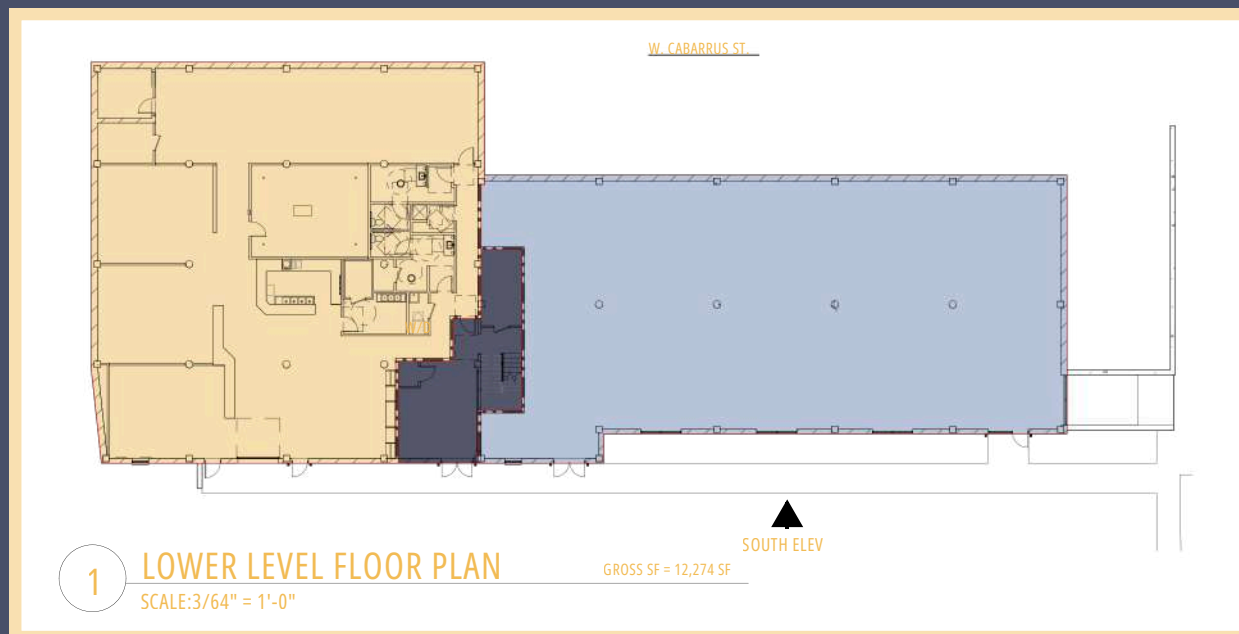 W. CABARRUS ST.
SOUTH ELEV
1
LOWER LEVEL FLOOR PLAN
GROSS SF = 12,274 SF
SCALE:3/64" = 1'-0"